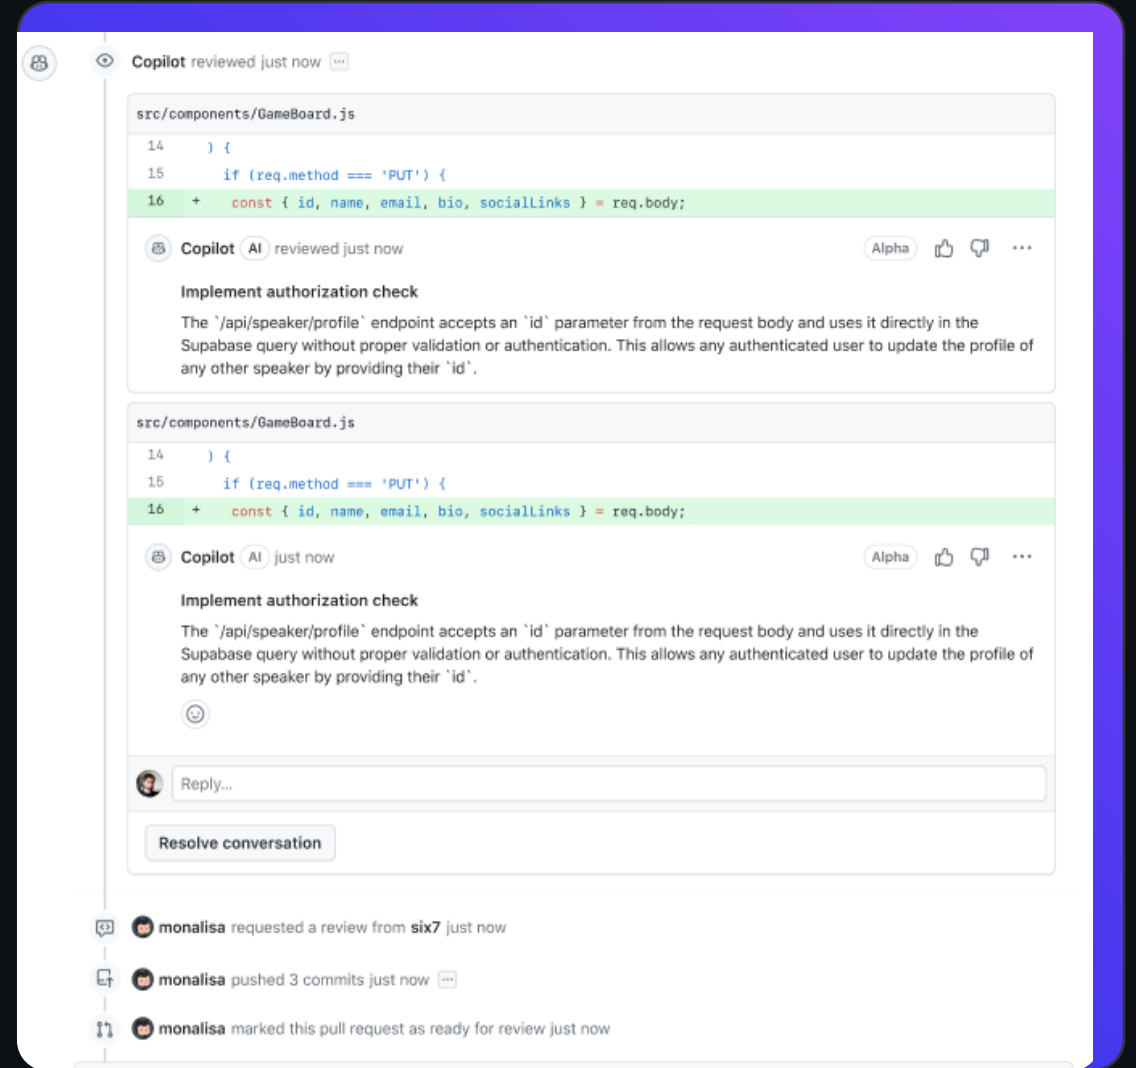 Copilot reviewed just now ...
src/components/GameBoard.js
14 ) {
15 if (req.method === 'PUT') {
16 + const { id, name, email, bio, socialLinks } = req.body;
Copilot AI reviewed just now Alpha ...
Implement authorization check
The `/api/speaker/profile` endpoint accepts an `id` parameter from the request body and uses it directly in the
Supabase query without proper validation or authentication. This allows any authenticated user to update the profile of
any other speaker by providing their `id`.
src/components/GameBoard.js
14 ) {
15 if (req.method === 'PUT') {
16 + const { id, name, email, bio, socialLinks } = req.body;
Copilot AI just now Alpha ...
Implement authorization check
The `/api/speaker/profile` endpoint accepts an `id` parameter from the request body and uses it directly in the
Supabase query without proper validation or authentication. This allows any authenticated user to update the profile of
any other speaker by providing their `id`.
Reply...
Resolve conversation
monalisa requested a review from six7 just now
monalisa pushed 3 commits just now ...
monalisa marked this pull request as ready for review just now